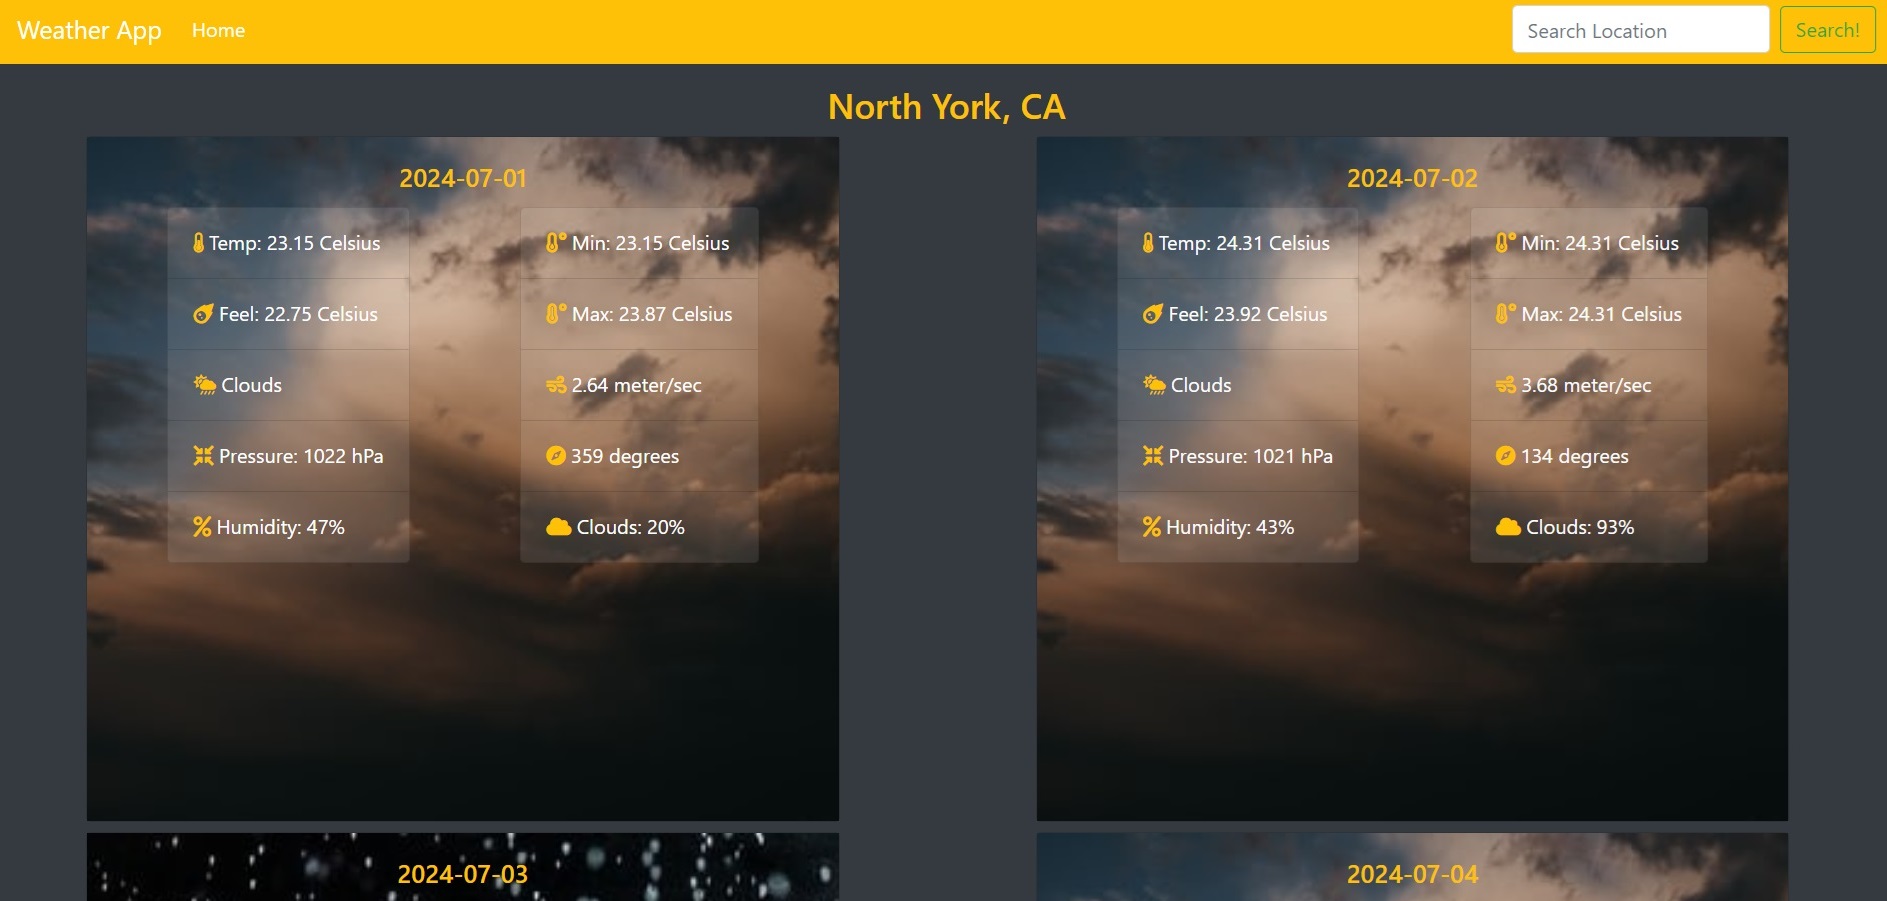 Weather App Home Search Location Search!
North York, CA
2024-07-01
Temp: 23.15 Celsius
Feel: 22.75 Celsius
Clouds
Pressure: 1022 hPa
Humidity: 47%
Min: 23.15 Celsius
Max: 23.87 Celsius
2.64 meter/sec
359 degrees
Clouds: 20%
2024-07-02
Temp: 24.31 Celsius
Feel: 23.92 Celsius
Clouds
Pressure: 1021 hPa
Humidity: 43%
Min: 24.31 Celsius
Max: 24.31 Celsius
3.68 meter/sec
134 degrees
Clouds: 93%
2024-07-03
2024-07-04